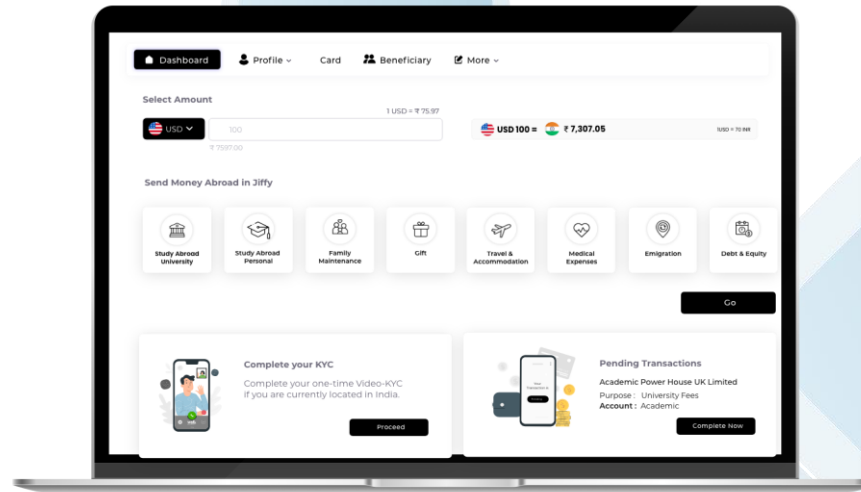 Dashboard
Profile
Card
Beneficiary
More
Select Amount
1 USD = ₹ 75.97
USD
100
USD 100 = ₹ 7,307.05
₹ 7597.00
Send Money Abroad in Jiffy
Study Abroad
University
Study Abroad
Personal
Family
Maintenance
Gift
Travel &
Accommodation
Medical
Expenses
Emigration
Debt & Equity
Go
Complete your KYC
Complete your one-time Video-KYC
if you are currently located in India.
Proceed
Pending Transactions
Academic Power House UK Limited
Purpose : University Fees
Account : Academic
Complete Now